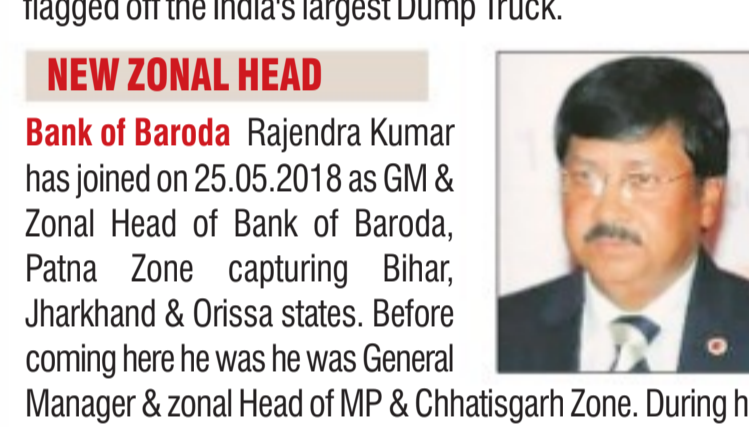 flagged off the India's largest Dump Truck.
NEW ZONAL HEAD
Bank of Baroda Rajendra Kumar
has joined on 25.05.2018 as GM &
Zonal Head of Bank of Baroda,
Patna Zone capturing Bihar,
Jharkhand & Orissa states. Before
coming here he was he was General
Manager & zonal Head of MP & Chhatisgarh Zone. During h